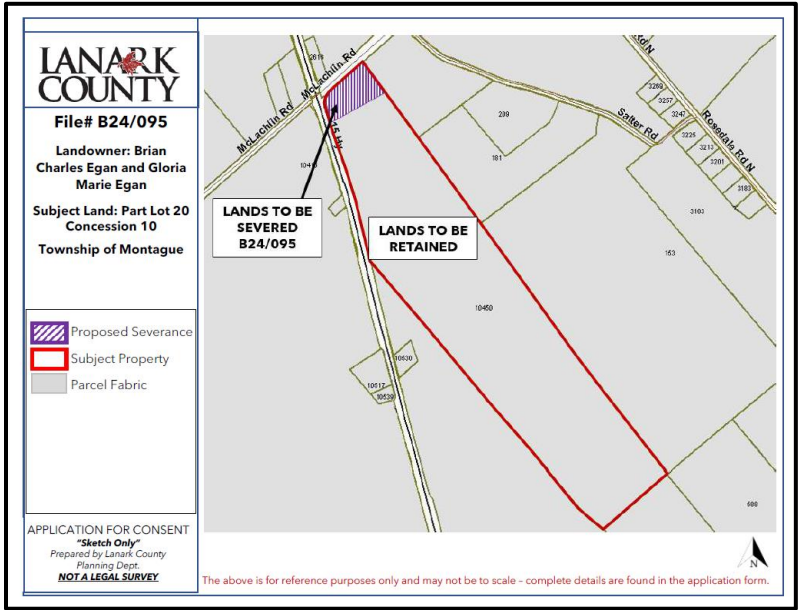 LANARK
COUNTY
File# B24/095
Landowner: Brian
Charles Egan and Gloria
Marie Egan
Subject Land: Part Lot 20
Concession 10
Township of Montague
Proposed Severance
Subject Property
Parcel Fabric
APPLICATION FOR CONSENT
"Sketch Only"
Prepared by Lanark County
Planning Dept.
NOT A LEGAL SURVEY
McLachlin Rd
McLachlin Rd
15 Hy
Salter Rd
Rd N
Rosedale Rd N
209
181
3269
3257
3247
3225
3213
3201
3183
3103
153
LANDS TO BE
SEVERED
B24/095
LANDS TO BE
RETAINED
10450
10530
10517
10539
500
N
The above is for reference purposes only and may not be to scale – complete details are found in the application form.